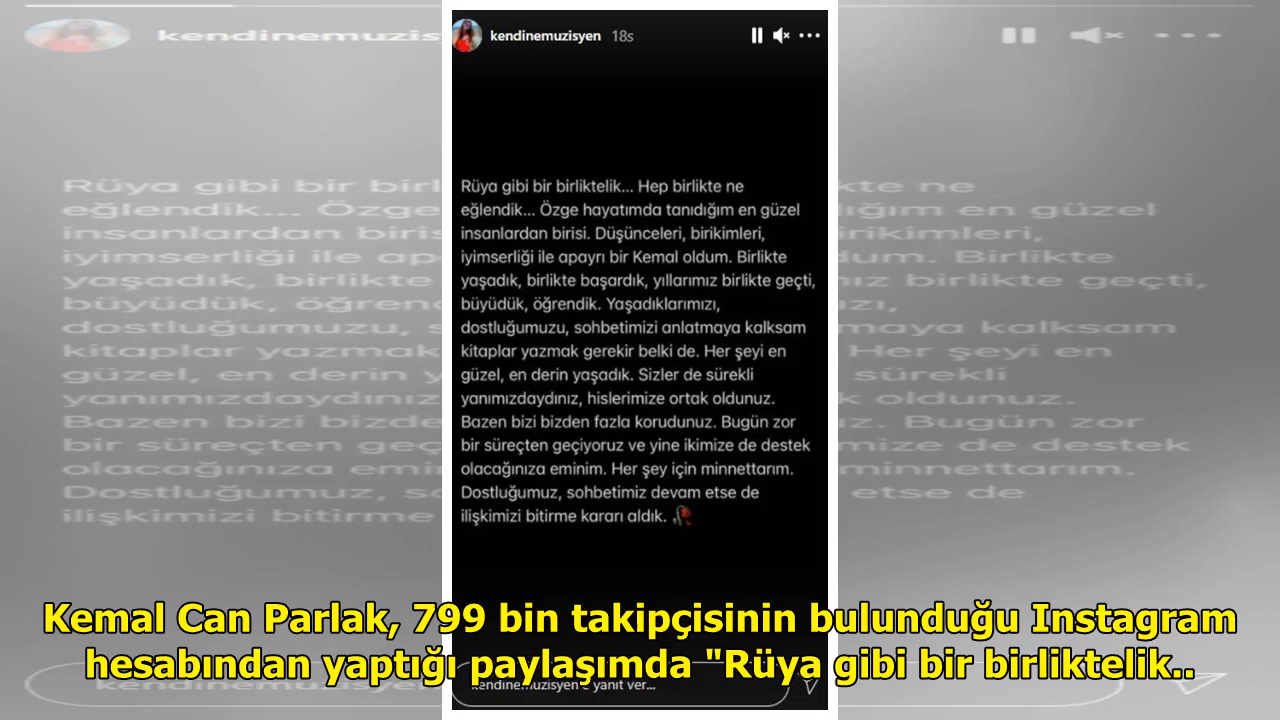 kendinemuzisyen 18s
Rüya gibi bir birliktelik... Hep birlikte ne
eğlendik... Özge hayatımda tanıdığım en güzel
insanlardan birisi. Düşünceleri, birikimleri,
iyimserliği ile apayrı bir Kemal oldum. Birlikte
yaşadık, birlikte başardık, yıllarımız birlikte geçti,
büyüdük, öğrendik. Yaşadıklarımızı,
dostluğumuzu, sohbetimizi anlatmaya kalksam
kitaplar yazmak gerekir belki de. Her şeyi en
güzel, en derin yaşadık. Sizler de sürekli
yanımızdaydınız, hislerimize ortak oldunuz.
Bazen bizi bizden fazla korudunuz. Bugün zor
bir süreçten geçiyoruz ve yine ikimize de destek
olacağınıza eminim. Her şey için minnettarım.
Dostluğumuz, sohbetimiz devam etse de
ilişkimizi bitirme kararı aldık. 🥀
Kemal Can Parlak, 799 bin takipçisinin bulunduğu Instagram
hesabından yaptığı paylaşımda "Rüya gibi bir birliktelik..
kendinemuzisyen'e yanıt ver...